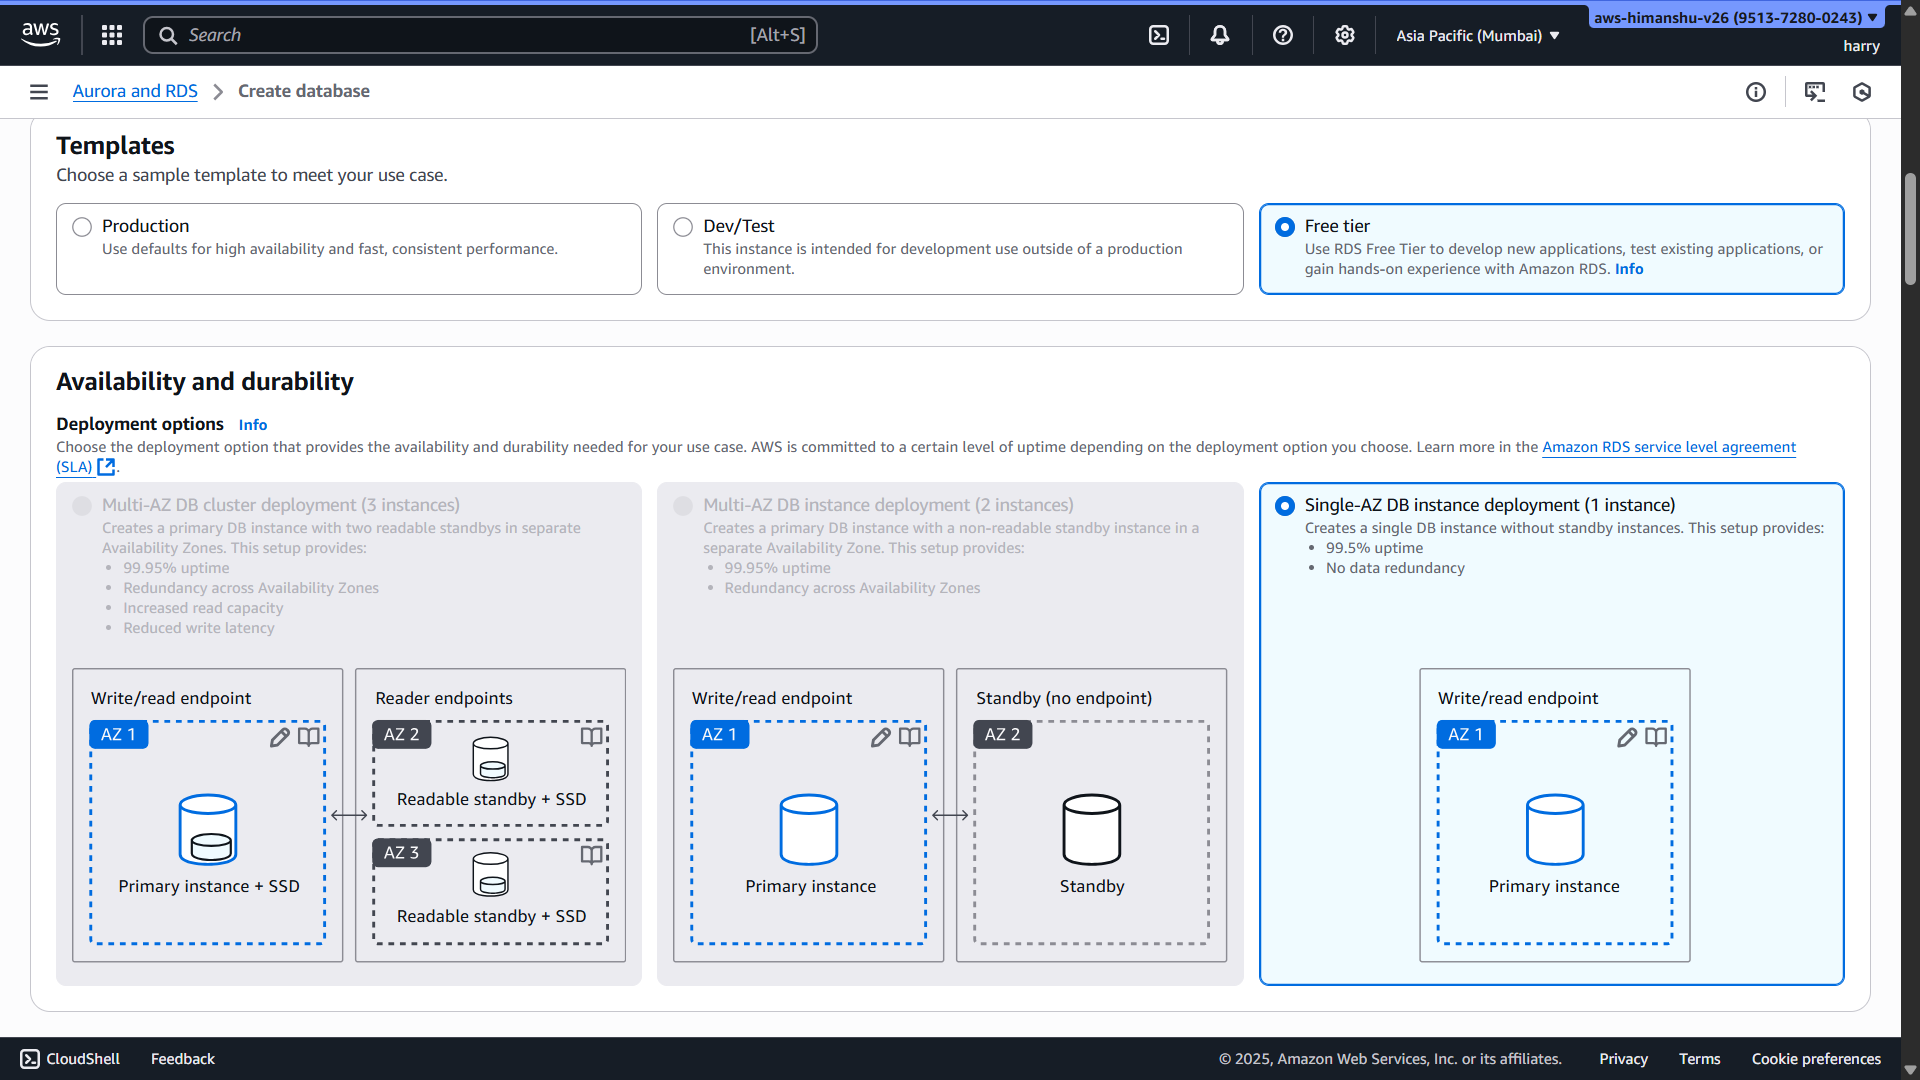 aws
Search
[Alt+S]
Asia Pacific (Mumbai)
aws-himanshu-v26 (9513-7280-0243)
harry
Aurora and RDS
Create database
Templates
Choose a sample template to meet your use case.
Production
Use defaults for high availability and fast, consistent performance.
Dev/Test
This instance is intended for development use outside of a production
environment.
Free tier
Use RDS Free Tier to develop new applications, test existing applications, or
gain hands-on experience with Amazon RDS. Info
Availability and durability
Deployment options Info
Choose the deployment option that provides the availability and durability needed for your use case. AWS is committed to a certain level of uptime depending on the deployment option you choose. Learn more in the Amazon RDS service level agreement
(SLA) .
Multi-AZ DB cluster deployment (3 instances)
Creates a primary DB instance with two readable standbys in separate
Availability Zones. This setup provides:
• 99.95% uptime
• Redundancy across Availability Zones
• Increased read capacity
• Reduced write latency
Write/read endpoint
AZ 1
Primary instance + SSD
Reader endpoints
AZ 2
Readable standby + SSD
AZ 3
Readable standby + SSD
Multi-AZ DB instance deployment (2 instances)
Creates a primary DB instance with a non-readable standby instance in a
separate Availability Zone. This setup provides:
• 99.95% uptime
• Redundancy across Availability Zones
Write/read endpoint
AZ 1
Primary instance
Standby (no endpoint)
AZ 2
Standby
Single-AZ DB instance deployment (1 instance)
Creates a single DB instance without standby instances. This setup provides:
• 99.5% uptime
• No data redundancy
Write/read endpoint
AZ 1
Primary instance
CloudShell
Feedback
© 2025, Amazon Web Services, Inc. or its affiliates.
Privacy
Terms
Cookie preferences